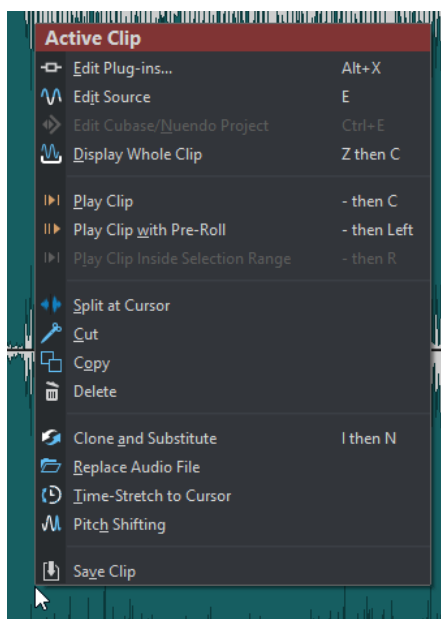 Active Clip
Edit Plug-ins... Alt+X
Edit Source E
Edit Cubase/Nuendo Project Ctrl+E
Display Whole Clip Z then C
Play Clip - then C
Play Clip with Pre-Roll - then Left
Play Clip Inside Selection Range - then R
Split at Cursor
Cut
Copy
Delete
Clone and Substitute I then N
Replace Audio File
Time-Stretch to Cursor
Pitch Shifting
Save Clip